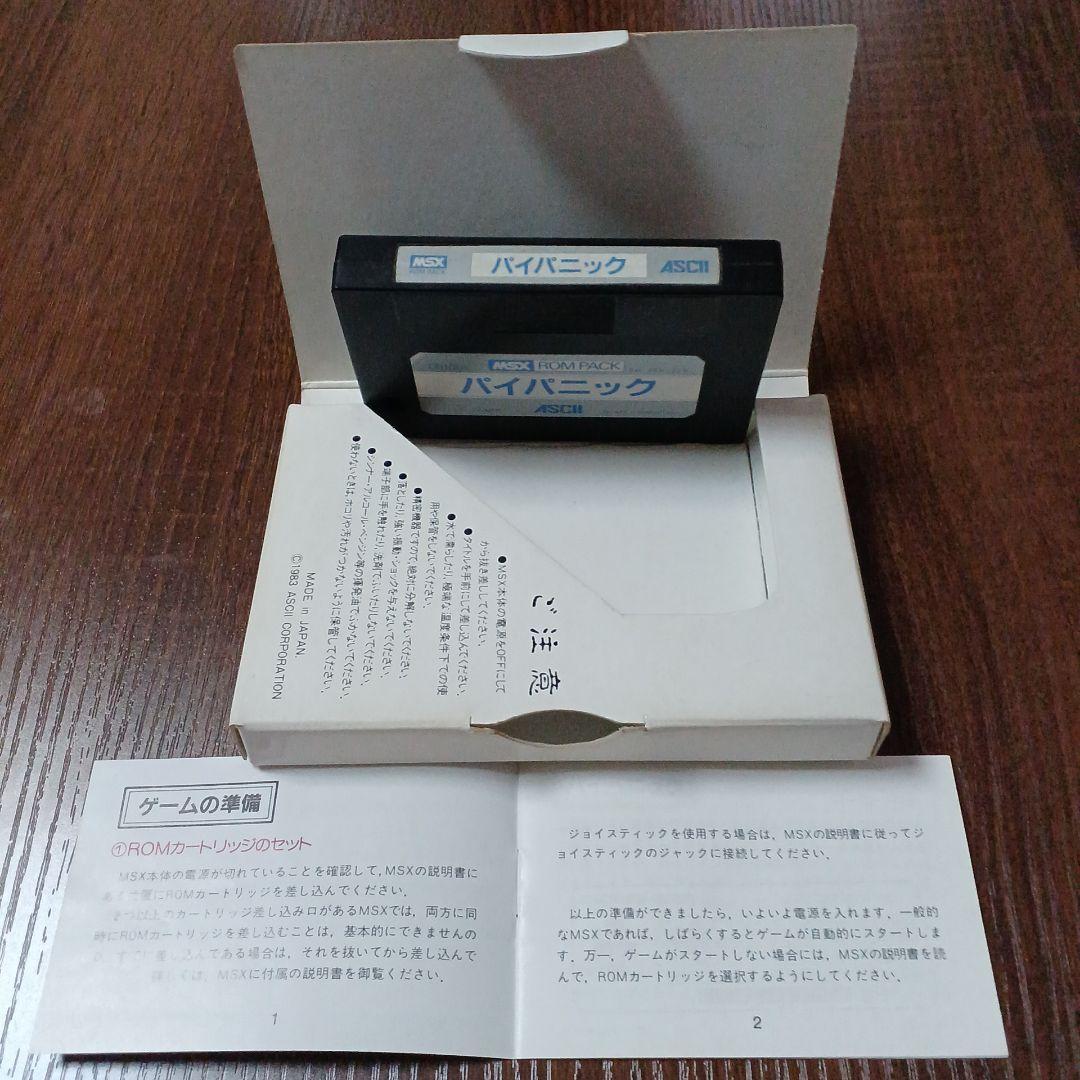 MSX
ROM PACK
パイパニック
ASCII
MSX ROM PACK
パイパニック
ASCII
ご注意
●MSX本体の電源をOFFにして
から抜き差ししてください。
●タイトルを手前にして差し込んでください。
●水で濡らしたり、極端な温度条件下での使
用や保管をしないでください。
●精密機器ですので、絶対に分解しないでください。
●落としたり、強い振動・ショックを与えないでください。
●端子部に手を触れたり、洗剤でふいたりしないでください。
●シンナー・アルコール・ベンジン等の揮発油でふかないでください。
●使わないときは、ホコリや汚れがつかないように保管してください。
MADE in JAPAN.
©1983 ASCII CORPORATION
ゲームの準備
①ROMカートリッジのセット
MSX本体の電源が切れていることを確認して，MSXの説明書に
ある位置にROMカートリッジを差し込んでください．
つ以上のカートリッジ差し込み口があるMSXでは，両方に同
時にROMカートリッジを差し込むことは，基本的にできませんの
すでに差し込んである場合は，それを抜いてから差し込んで
詳しくは，MSXに付属の説明書を御覧ください．
1
ジョイスティックを使用する場合は，MSXの説明書に従ってジ
ョイスティックのジャックに接続してください．
以上の準備ができましたら，いよいよ電源を入れます．一般的
なMSXであれば，しばらくするとゲームが自動的にスタートしま
す．万一，ゲームがスタートしない場合には，MSXの説明書を読
んで，ROMカートリッジを選択するようにしてください．
2